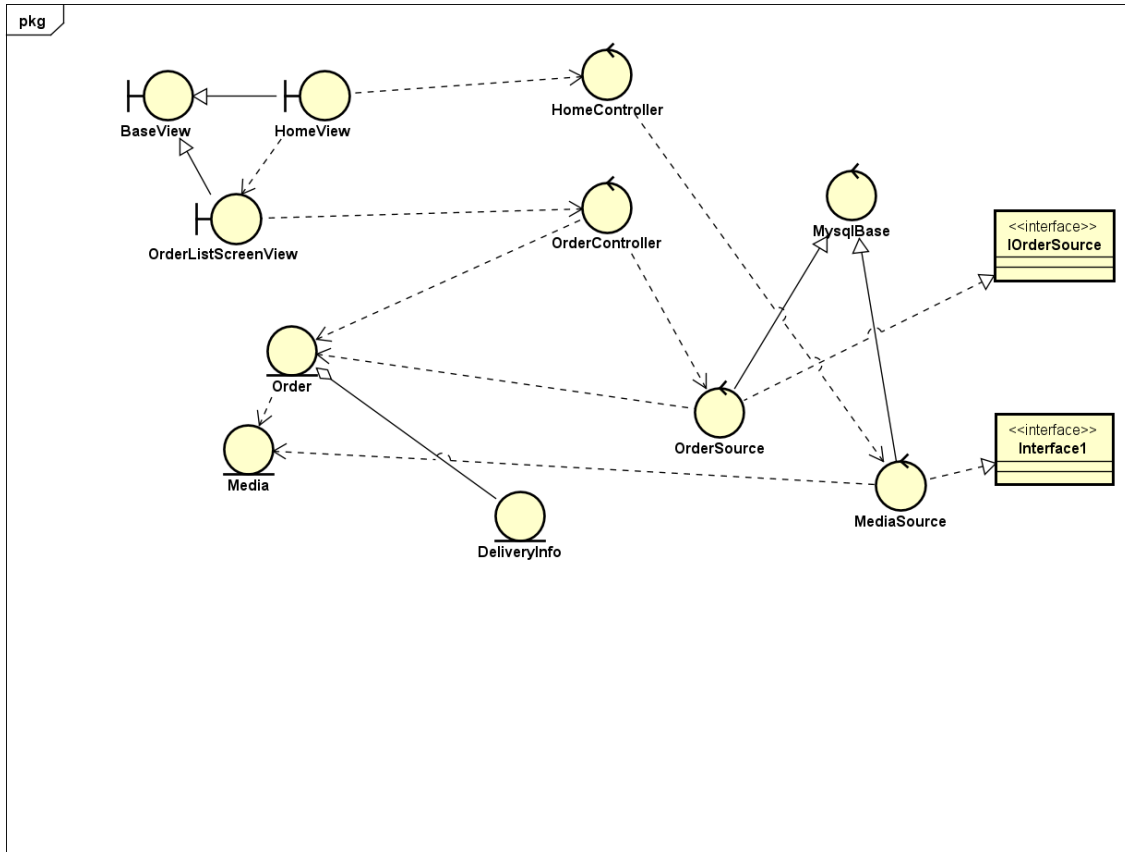 pkg
BaseView
HomeView
HomeController
OrderListScreenView
OrderController
MysqlBase
<<interface>>
IOrderSource
Order
OrderSource
<<interface>>
Interface1
Media
MediaSource
DeliveryInfo